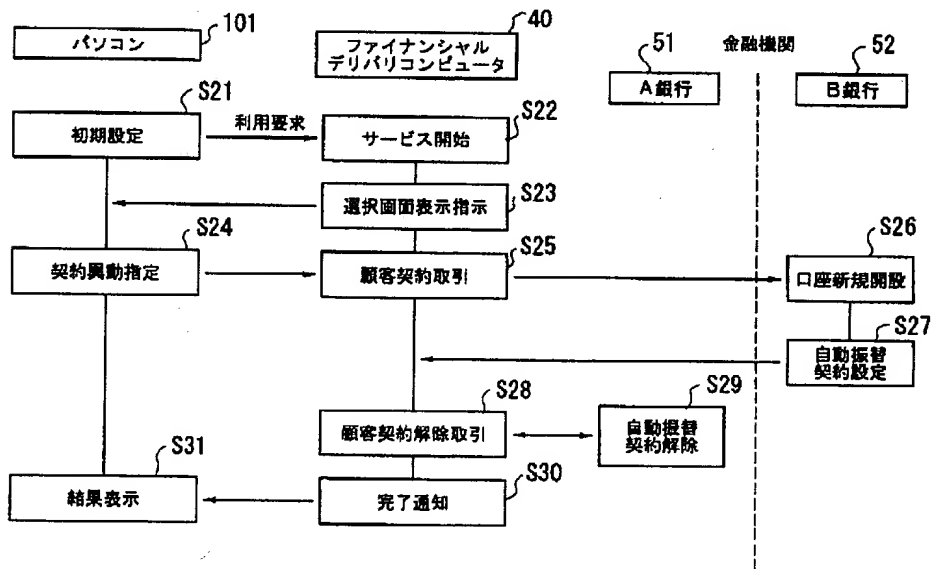 101
パソコン
40
ファイナンシャル
デリバリコンピュータ
51
A銀行
金融機関
52
B銀行
S21
初期設定
利用要求
S22
サービス開始
S23
選択画面表示指示
S24
契約異動指定
S25
顧客契約取引
S26
口座新規開設
S27
自動振替
契約設定
S28
顧客契約解除取引
S29
自動振替
契約解除
S31
結果表示
S30
完了通知